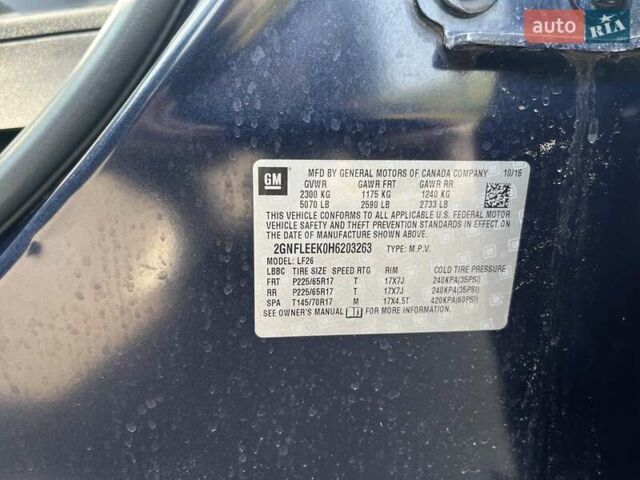 auto RIA
MFD BY GENERAL MOTORS OF CANADA COMPANY 10/16
GM
GVWR GAWR FRT GAWR RR
2300 KG 1175 KG 1240 KG
5070 LB 2590 LB 2733 LB
THIS VEHICLE CONFORMS TO ALL APPLICABLE U.S. FEDERAL MOTOR
VEHICLE SAFETY, BUMPER, AND THEFT PREVENTION STANDARDS IN
EFFECT ON THE DATE OF MANUFACTURE SHOWN ABOVE.
2GNFLEEK0H6203263 TYPE: M.P.V.
MODEL: LF26
LBBC TIRE SIZE SPEED RTG RIM COLD TIRE PRESSURE
FRT P225/65R17 T 17X7J 240KPA(35PSI)
RR P225/65R17 T 17X7J 240KPA(35PSI)
SPA T145/70R17 M 17X4.5T 420KPA(60PSI)
SEE OWNER'S MANUAL FOR MORE INFORMATION.